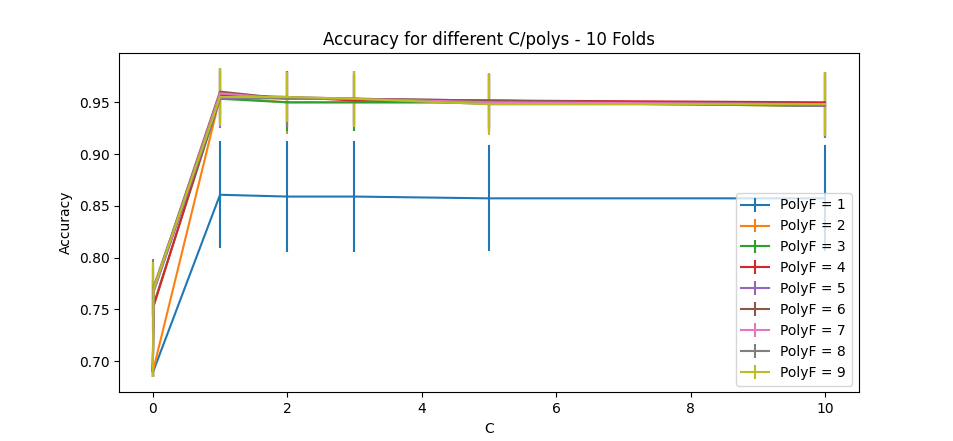 Accuracy for different C/polys - 10 Folds
Accuracy
0.95
0.90
0.85
0.80
0.75
0.70
PolyF = 1
PolyF = 2
PolyF = 3
PolyF = 4
PolyF = 5
PolyF = 6
PolyF = 7
PolyF = 8
PolyF = 9
0 2 4 6 8 10
C